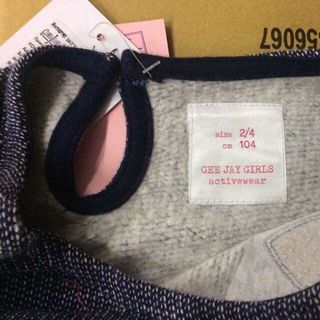 56067
size 2/4
cm 104
GEE JAY GIRLS
activewear